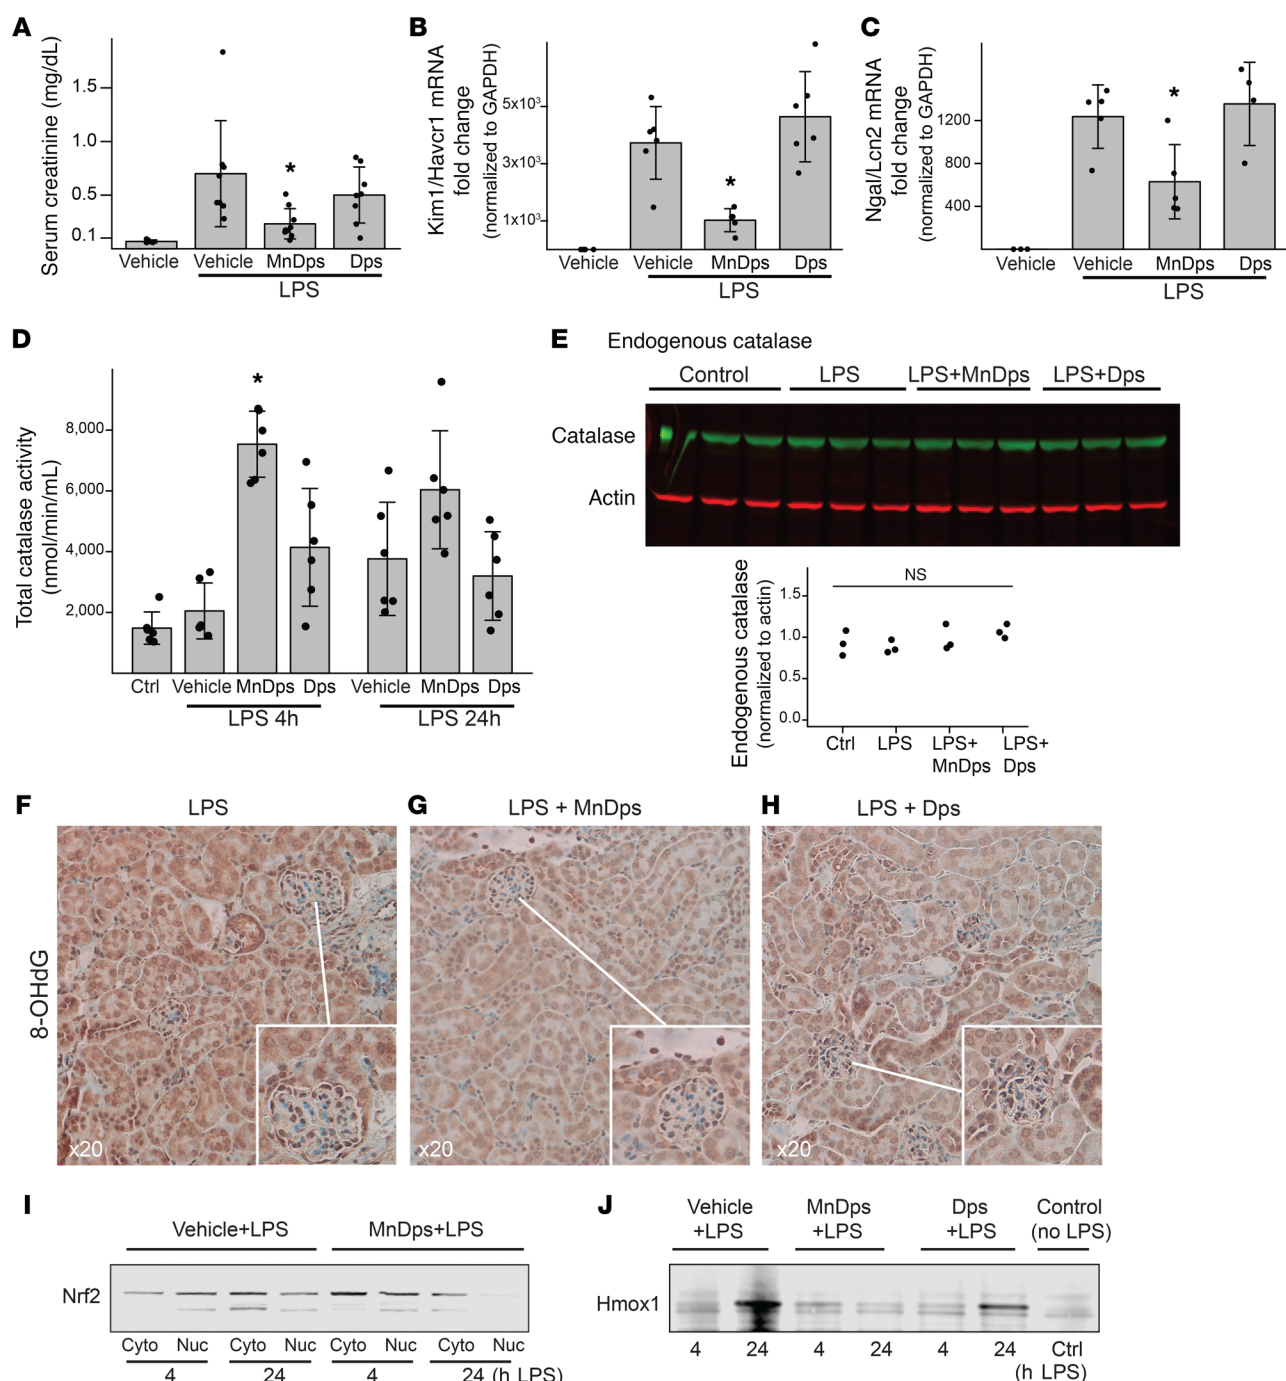 A
Serum creatinine (mg/dL)
1.5
1.0
0.5
0.1
*
Vehicle
Vehicle
MnDps
Dps
LPS
B
Kim1/Havcr1 mRNA
fold change
(normalized to GAPDH)
5x10³
3x10³
1x10³
*
Vehicle
Vehicle
MnDps
Dps
LPS
C
Ngal/Lcn2 mRNA
fold change
(normalized to GAPDH)
1200
800
400
*
Vehicle
Vehicle
MnDps
Dps
LPS
D
Total catalase activity
(nmol/min/mL)
8,000
6,000
4,000
2,000
*
Ctrl
Vehicle
MnDps
Dps
Vehicle
MnDps
Dps
LPS 4h
LPS 24h
E
Endogenous catalase
Control
LPS
LPS+MnDps
LPS+Dps
Catalase
Actin
Endogenous catalase
(normalized to actin)
1.5
1.0
0.5
0.0
NS
Ctrl
LPS
LPS+
MnDps
LPS+
Dps
F
LPS
G
LPS + MnDps
H
LPS + Dps
8-OHdG
x20
x20
x20
I
Vehicle+LPS
MnDps+LPS
Nrf2
Cyto Nuc Cyto Nuc Cyto Nuc Cyto Nuc
4 24 4 24 (h LPS)
J
Vehicle
+LPS
MnDps
+LPS
Dps
+LPS
Control
(no LPS)
Hmox1
4 24 4 24 4 24 Ctrl
(h LPS)